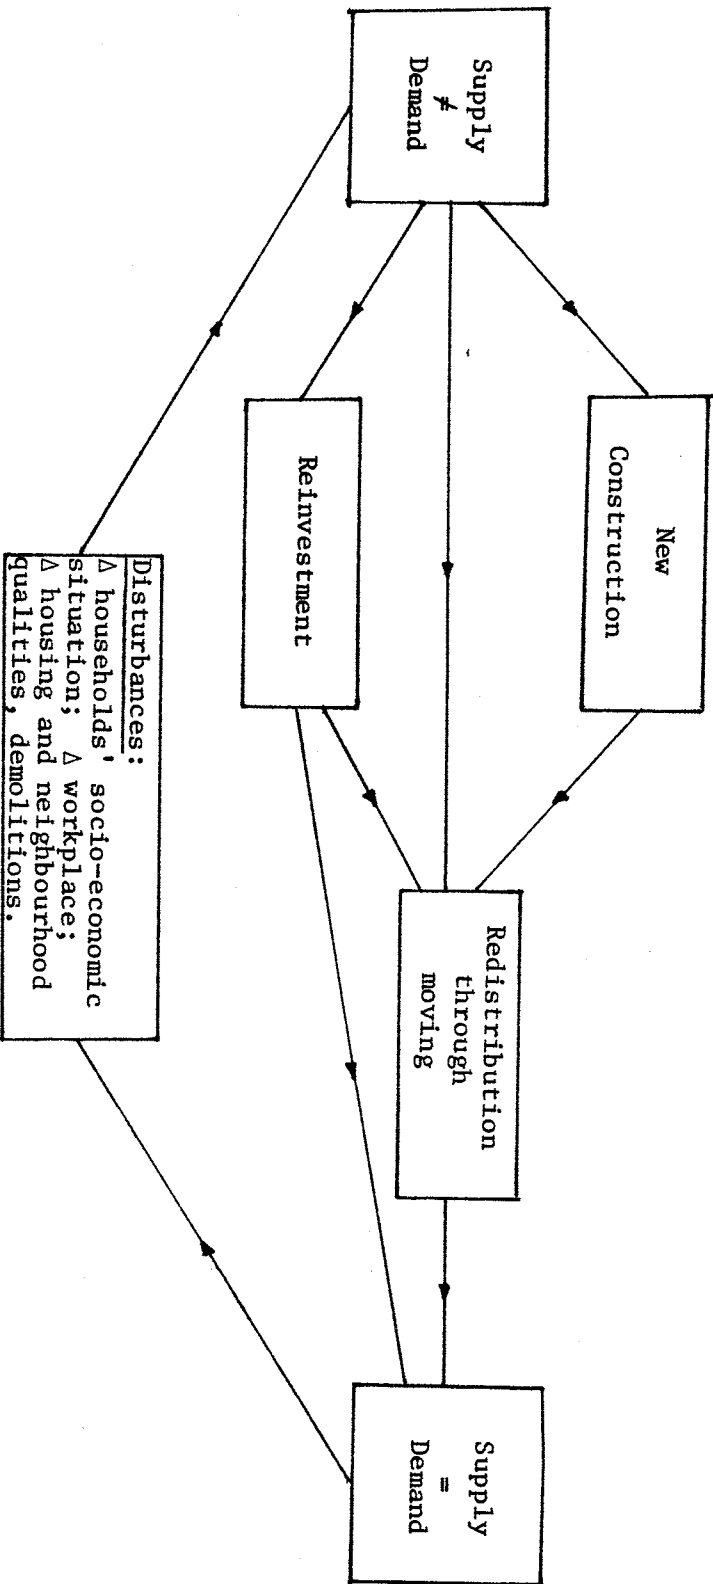 Supply
≠
Demand
New
Construction
Reinvestment
Redistribution
through
moving
Supply
=
Demand
Disturbances:
Δ households' socio-economic
situation; Δ workplace;
Δ housing and neighbourhood
qualities, demolitions.